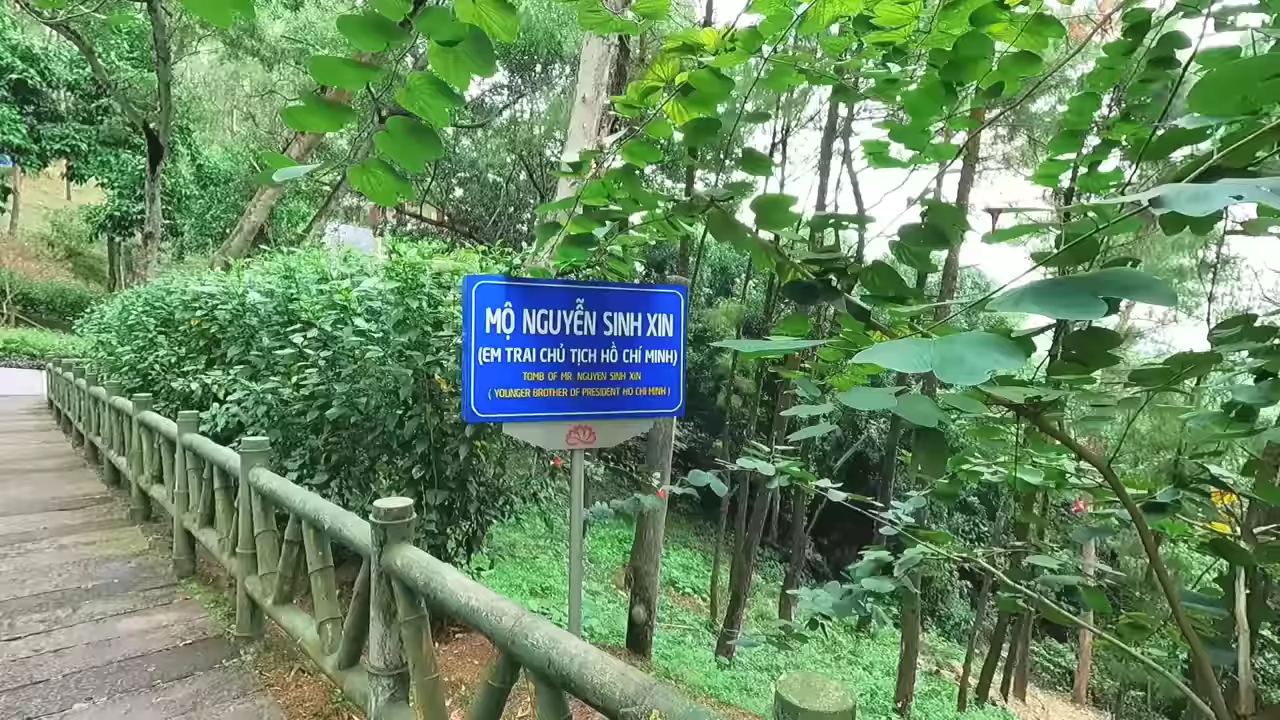 MỘ NGUYỄN SINH XIN
(EM TRAI CHỦ TỊCH HỒ CHÍ MINH)
TOMB OF MR. NGUYEN SINH XIN
( YOUNGER BROTHER OF PRESIDENT HO CHI MINH )